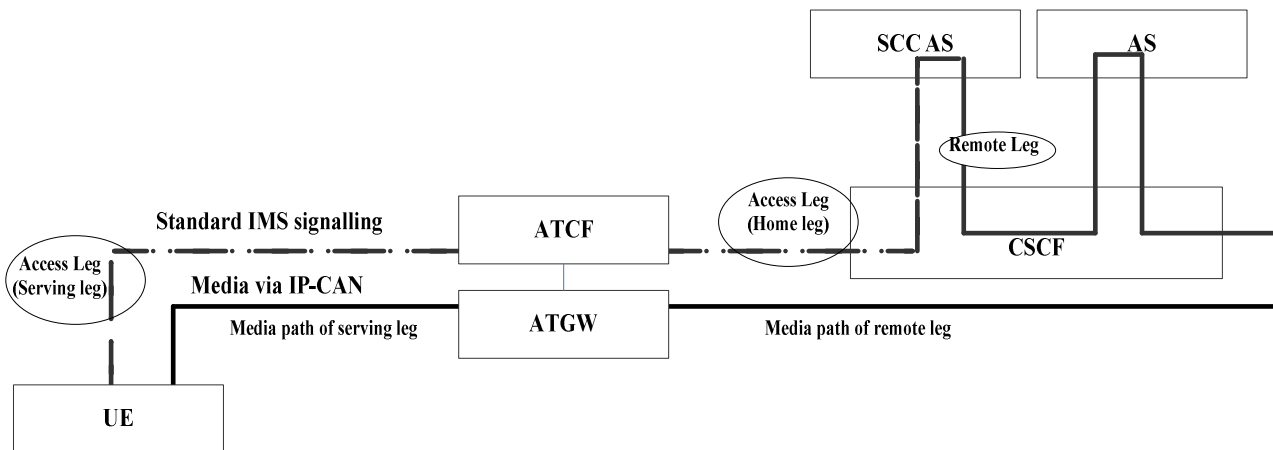 SCC AS
AS
Remote Leg
Access Leg
(Home leg)
Standard IMS signalling
ATCF
CSCF
Access Leg
(Serving leg)
Media via IP-CAN
Media path of serving leg
ATGW
Media path of remote leg
UE